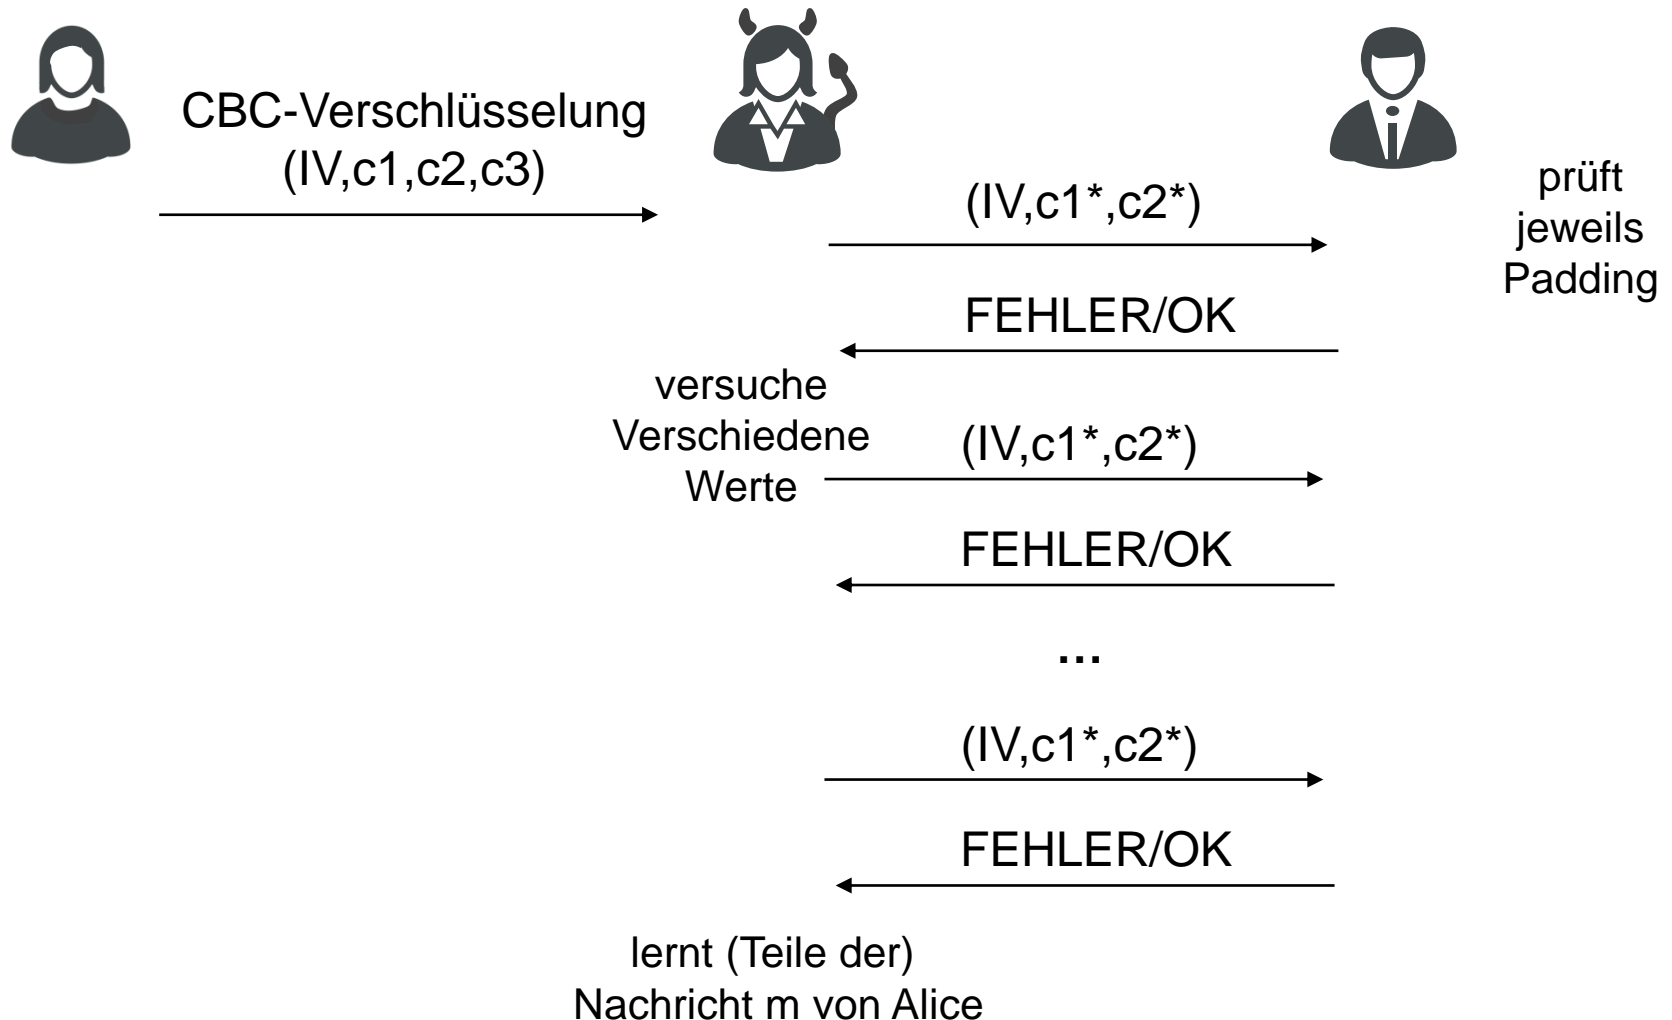 CBC-Verschlüsselung
(IV,c1,c2,c3)
(IV,c1*,c2*)
prüft
jeweils
Padding
FEHLER/OK
versuche
Verschiedene
Werte
(IV,c1*,c2*)
FEHLER/OK
...
(IV,c1*,c2*)
FEHLER/OK
lernt (Teile der)
Nachricht m von Alice